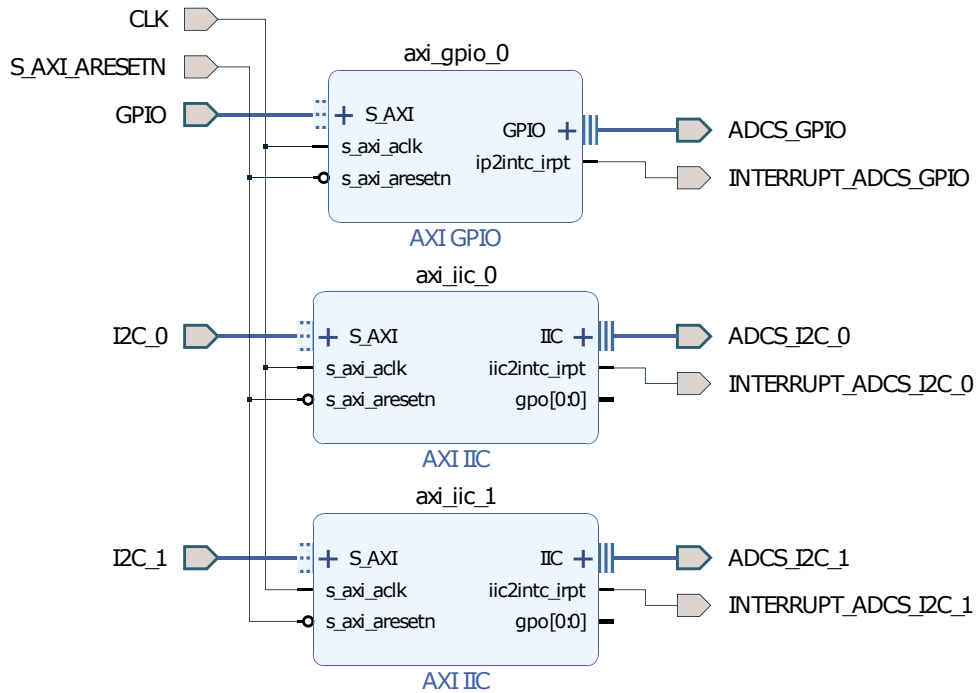 CLK
S_AXI_ARESETN
GPIO
axi_gpio_0
S_AXI
s_axi_aclk
s_axi_aresetn
GPIO
ip2intc_irpt
AXI GPIO
ADCS_GPIO
INTERRUPT_ADCS_GPIO
axi_iic_0
I2C_0
S_AXI
s_axi_aclk
s_axi_aresetn
IIC
iic2intc_irpt
gpo[0:0]
AXI IIC
ADCS_I2C_0
INTERRUPT_ADCS_I2C_0
axi_iic_1
I2C_1
S_AXI
s_axi_aclk
s_axi_aresetn
IIC
iic2intc_irpt
gpo[0:0]
AXI IIC
ADCS_I2C_1
INTERRUPT_ADCS_I2C_1